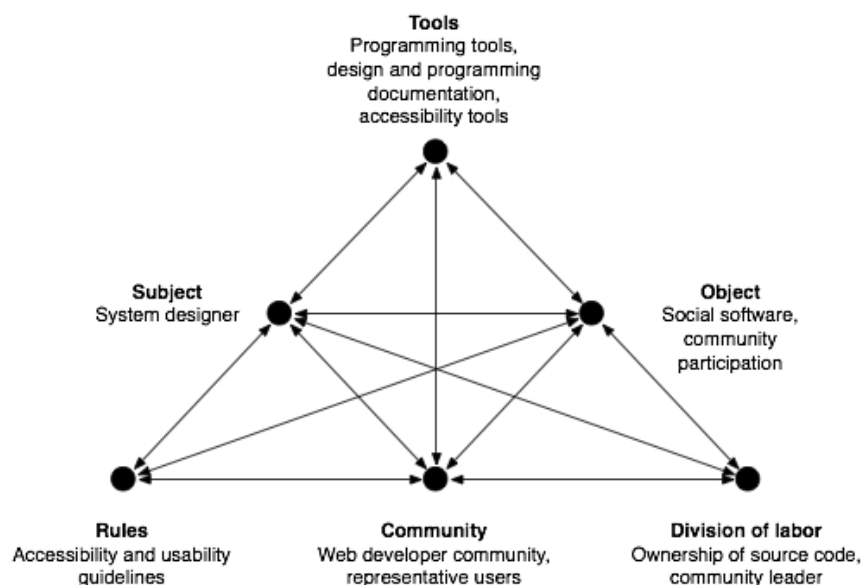 Tools
Programming tools,
design and programming
documentation,
accessibility tools
Subject
System designer
Object
Social software,
community
participation
Rules
Accessibility and usability
guidelines
Community
Web developer community,
representative users
Division of labor
Ownership of source code,
community leader